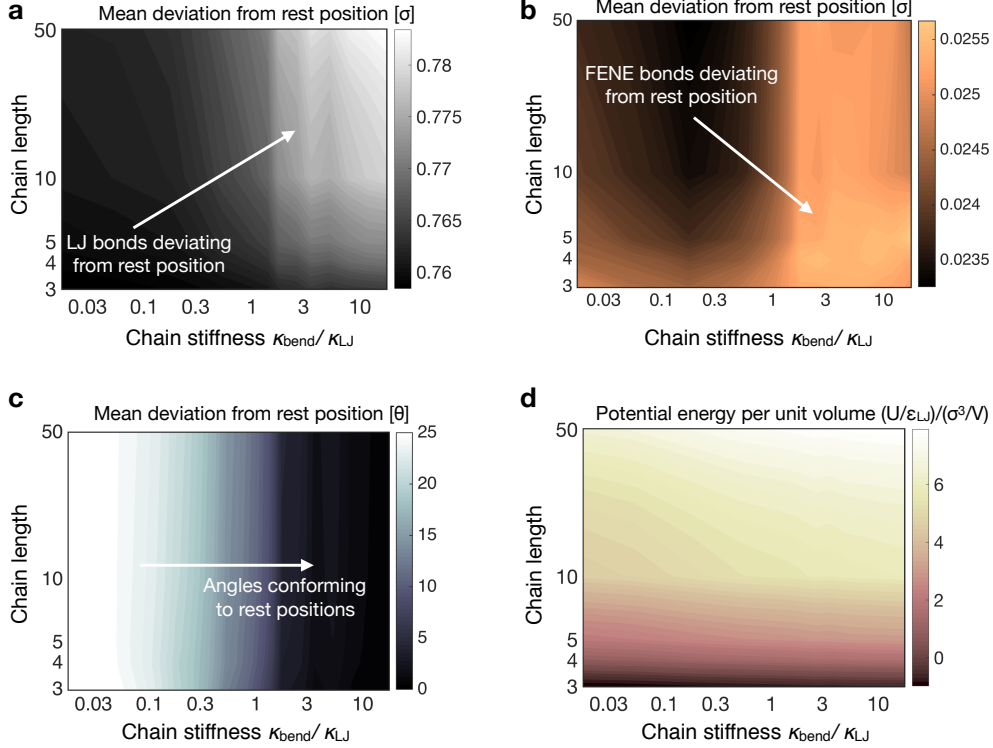 a
Mean deviation from rest position [σ]
50
10
5
4
3
Chain length
LJ bonds deviating
from rest position
0.03 0.1 0.3 1 3 10
Chain stiffness κbend/ κLJ
0.78
0.775
0.77
0.765
0.76
b
Mean deviation from rest position [σ]
50
10
5
4
3
Chain length
FENE bonds deviating
from rest position
0.03 0.1 0.3 1 3 10
Chain stiffness κbend/ κLJ
0.0255
0.025
0.0245
0.024
0.0235
c
Mean deviation from rest position [θ]
50
10
5
4
3
Chain length
Angles conforming
to rest positions
0.03 0.1 0.3 1 3 10
Chain stiffness κbend/ κLJ
25
20
15
10
5
0
d
Potential energy per unit volume (U/εLJ)/(σ³/V)
50
10
5
4
3
Chain length
0.03 0.1 0.3 1 3 10
Chain stiffness κbend/ κLJ
6
4
2
0